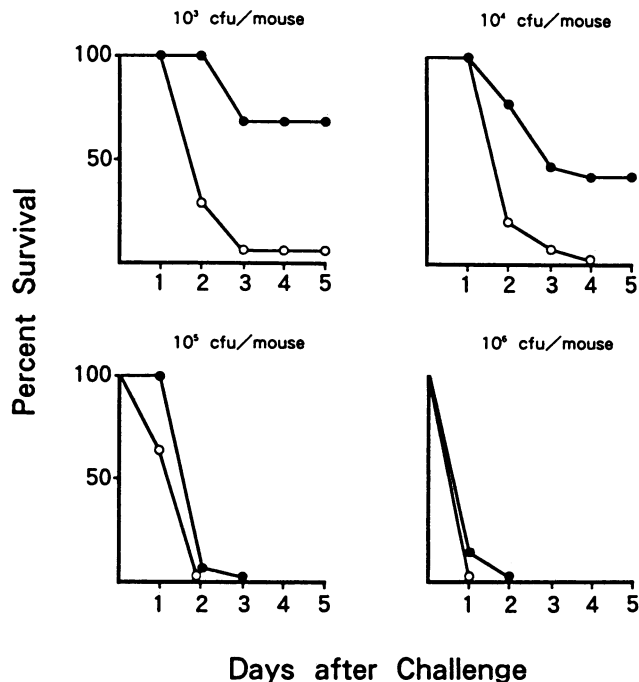 10³ cfu/mouse
10⁴ cfu/mouse
Percent Survival
100
50
1 2 3 4 5
1 2 3 4 5
10⁵ cfu/mouse
10⁶ cfu/mouse
100
50
1 2 3 4 5
1 2 3 4 5
Days after Challenge